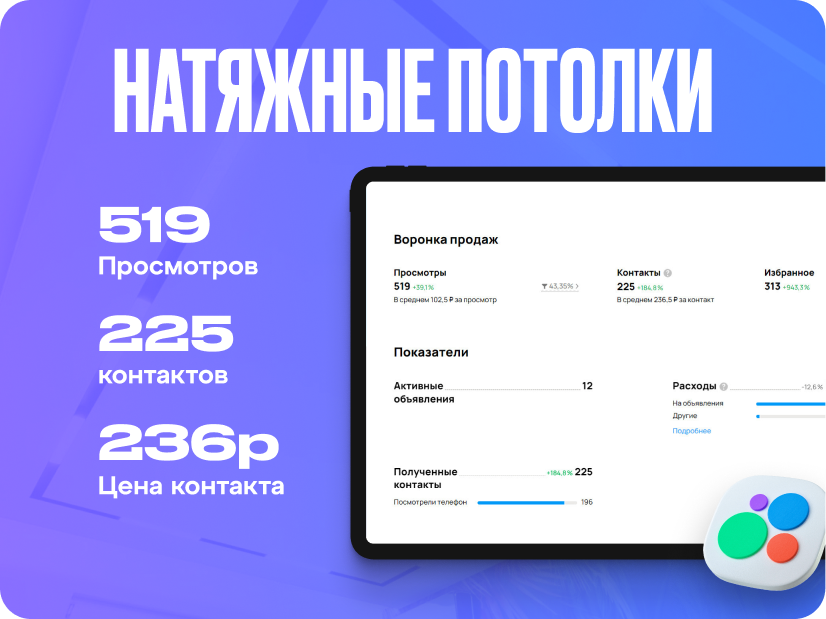 НАТЯЖНЫЕ ПОТОЛКИ
519
Просмотров
225
контактов
236р
Цена контакта
Воронка продаж
Просмотры
519 +39,1%
43,35% >
В среднем 102,5 ₽ за просмотр
Контакты ?
225 +184,8%
В среднем 236,5 ₽ за контакт
Избранное
313 +943,3%
Показатели
Активные объявления 12
Расходы ? -12,6%
На объявления
Другие
Подробнее
Полученные контакты +184,8% 225
Посмотрели телефон 196